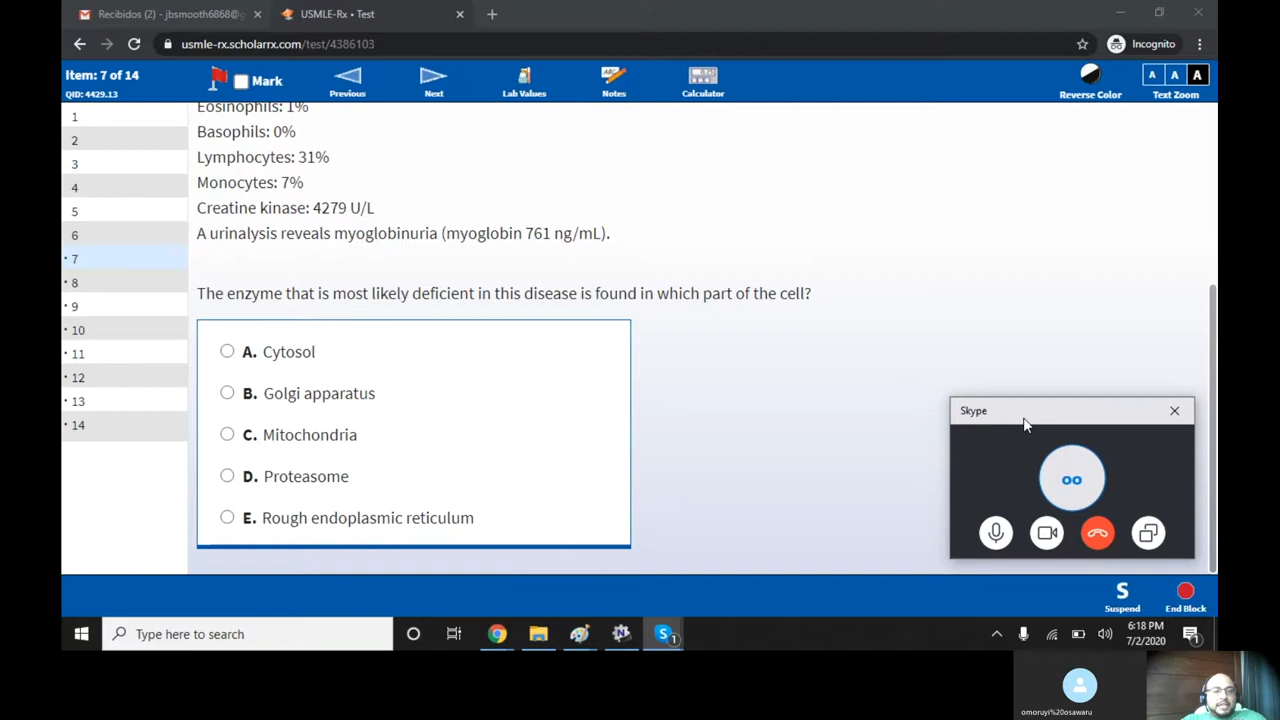 Recibidos (2) - jbsmooth6868@g
USMLE-Rx • Test
usmle-rx.scholarrx.com/test/4386103
Incognito
Item: 7 of 14
QID: 4429.13
Mark
Previous
Next
Lab Values
Notes
Calculator
Reverse Color
A A A
Text Zoom
1
2
3
4
5
6
7
8
9
10
11
12
13
14
Eosinophils: 1%
Basophils: 0%
Lymphocytes: 31%
Monocytes: 7%
Creatine kinase: 4279 U/L
A urinalysis reveals myoglobinuria (myoglobin 761 ng/mL).
The enzyme that is most likely deficient in this disease is found in which part of the cell?
A. Cytosol
B. Golgi apparatus
C. Mitochondria
D. Proteasome
E. Rough endoplasmic reticulum
Skype
OO
S
Suspend
End Block
Type here to search
6:18 PM
7/2/2020
omoruyi%20osawaru